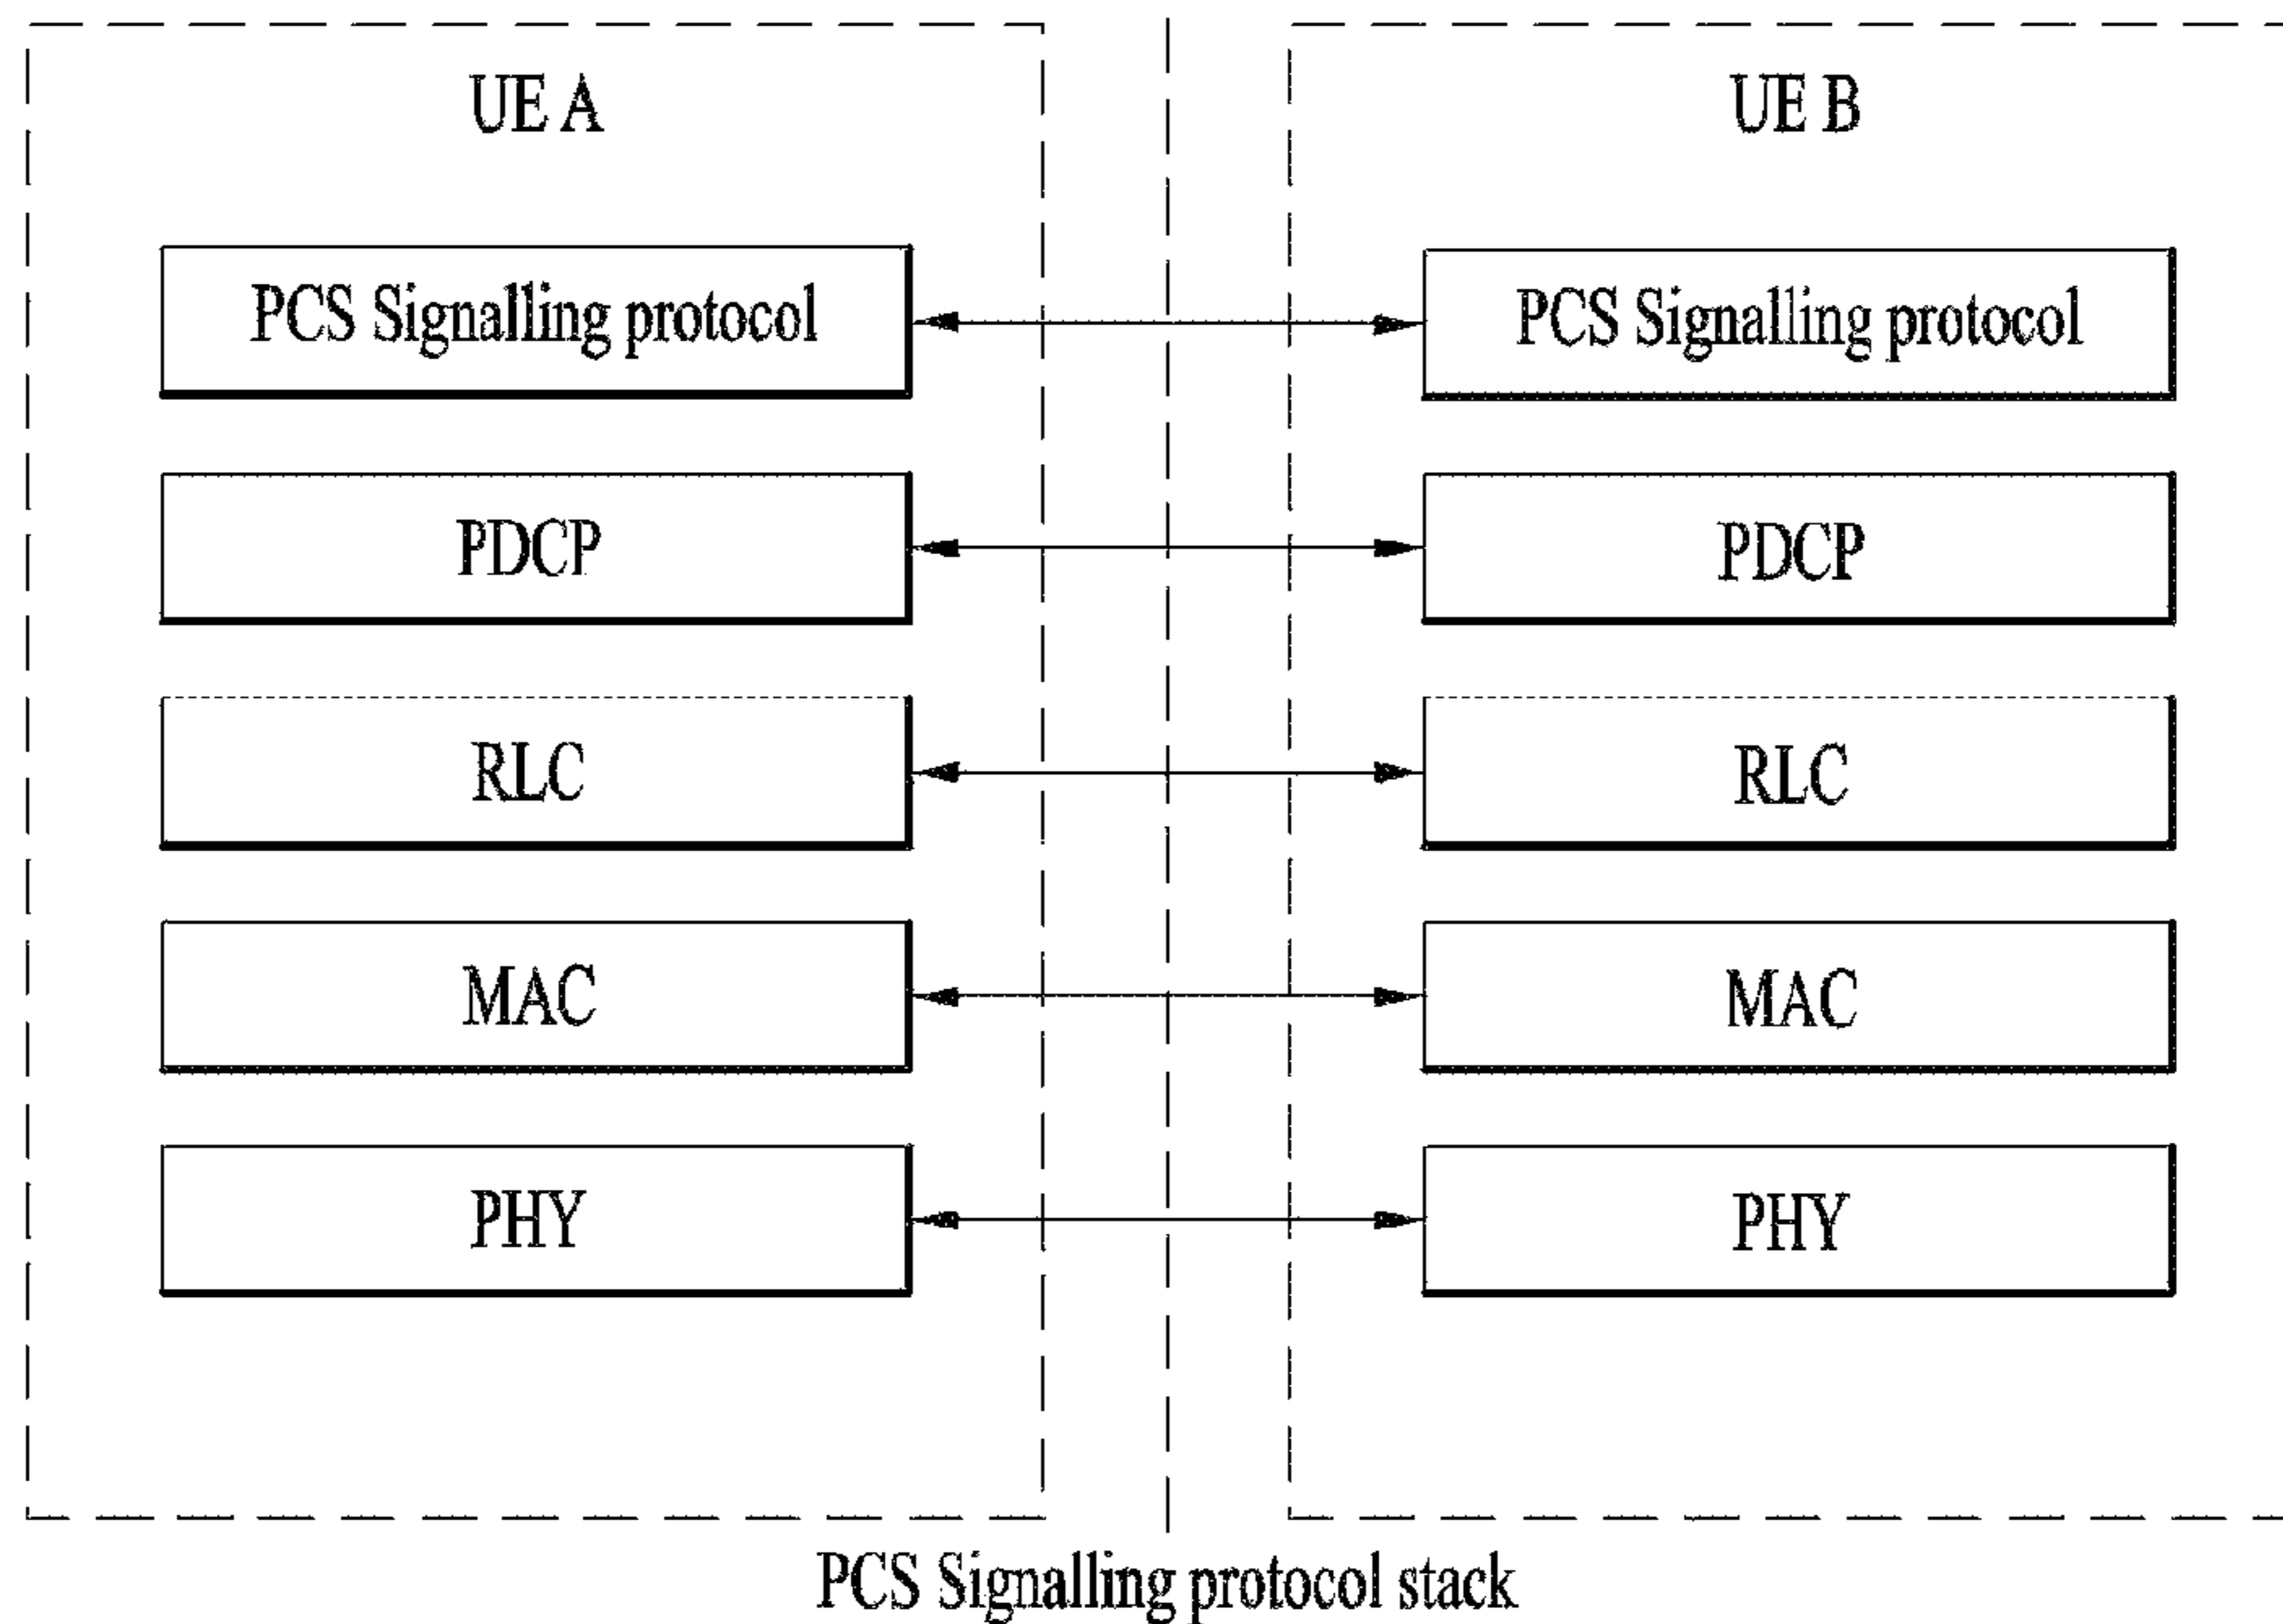 UE A
UE B
PCS Signalling protocol
PCS Signalling protocol
PDCP
PDCP
RLC
RLC
MAC
MAC
PHY
PHY
PCS Signalling protocol stack